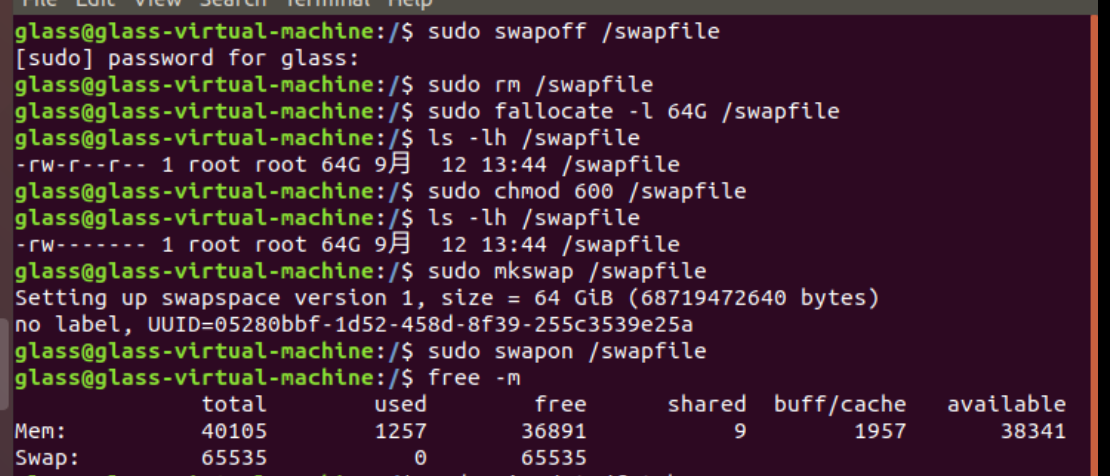 File Edit View Search Terminal Help
glass@glass-virtual-machine:/$ sudo swapoff /swapfile
[sudo] password for glass:
glass@glass-virtual-machine:/$ sudo rm /swapfile
glass@glass-virtual-machine:/$ sudo fallocate -l 64G /swapfile
glass@glass-virtual-machine:/$ ls -lh /swapfile
-rw-r--r-- 1 root root 64G 9月  12 13:44 /swapfile
glass@glass-virtual-machine:/$ sudo chmod 600 /swapfile
glass@glass-virtual-machine:/$ ls -lh /swapfile
-rw------- 1 root root 64G 9月  12 13:44 /swapfile
glass@glass-virtual-machine:/$ sudo mkswap /swapfile
Setting up swapspace version 1, size = 64 GiB (68719472640 bytes)
no label, UUID=05280bbf-1d52-458d-8f39-255c3539e25a
glass@glass-virtual-machine:/$ sudo swapon /swapfile
glass@glass-virtual-machine:/$ free -m
              total        used        free      shared  buff/cache   available
Mem:          40105        1257       36891           9        1957       38341
Swap:         65535           0       65535